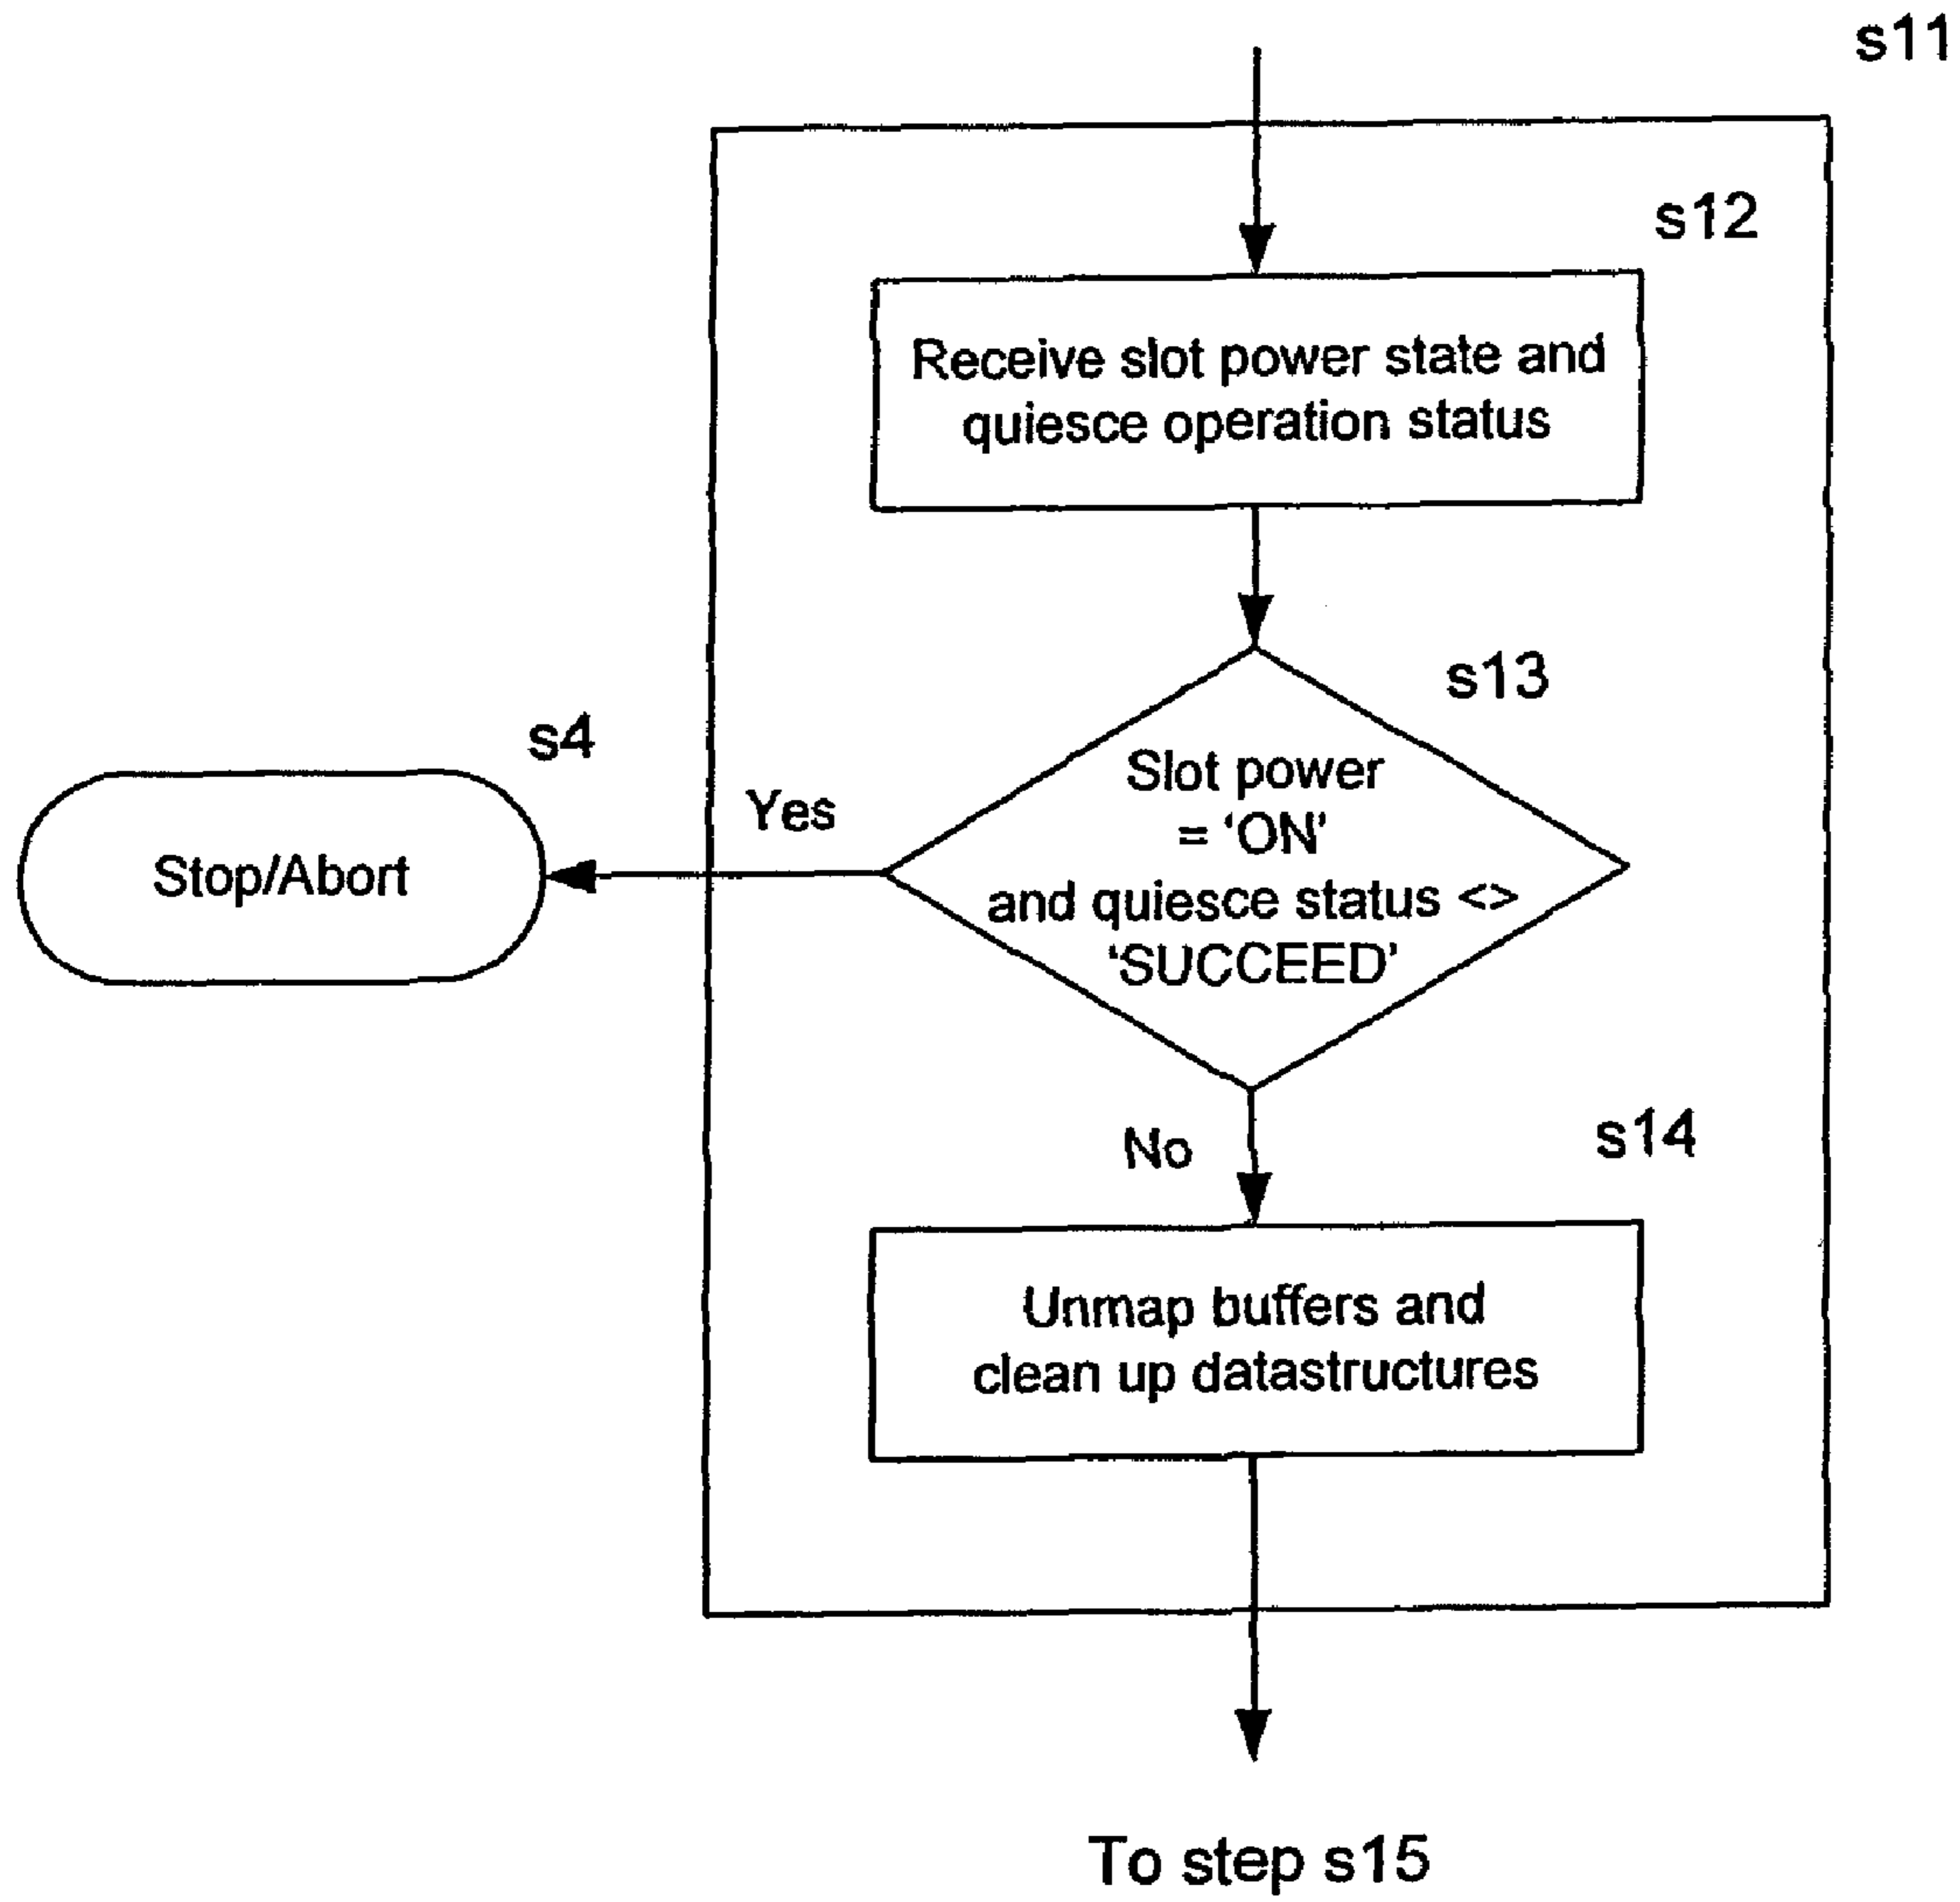 s11
s12
Receive slot power state and
quiesce operation status
s13
s4
Slot power
= ‘ON’
and quiesce status <>
‘SUCCEED’
Yes
Stop/Abort
No
s14
Unmap buffers and
clean up datastructures
To step s15